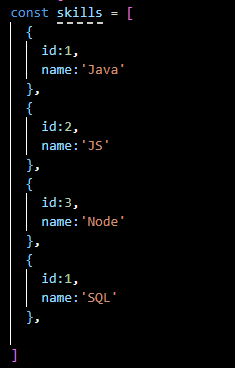 const skills = [
{
id:1,
name:'Java'
},
{
id:2,
name:'JS'
},
{
id:3,
name:'Node'
},
{
id:1,
name:'SQL'
},
]